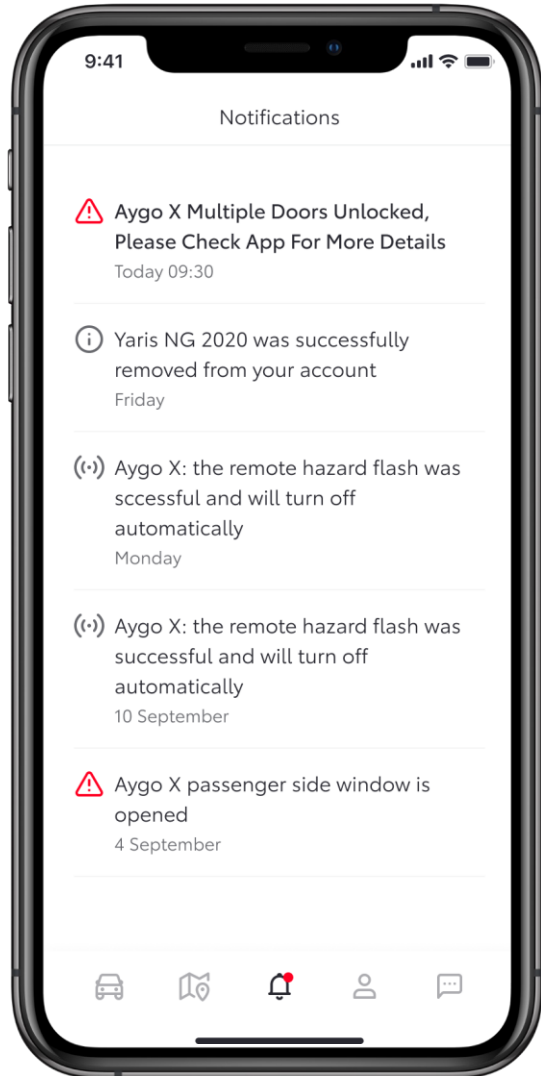 9:41
Notifications
Aygo X Multiple Doors Unlocked,
Please Check App For More Details
Today 09:30
Yaris NG 2020 was successfully
removed from your account
Friday
Aygo X: the remote hazard flash was
sccessful and will turn off
automatically
Monday
Aygo X: the remote hazard flash was
successful and will turn off
automatically
10 September
Aygo X passenger side window is
opened
4 September